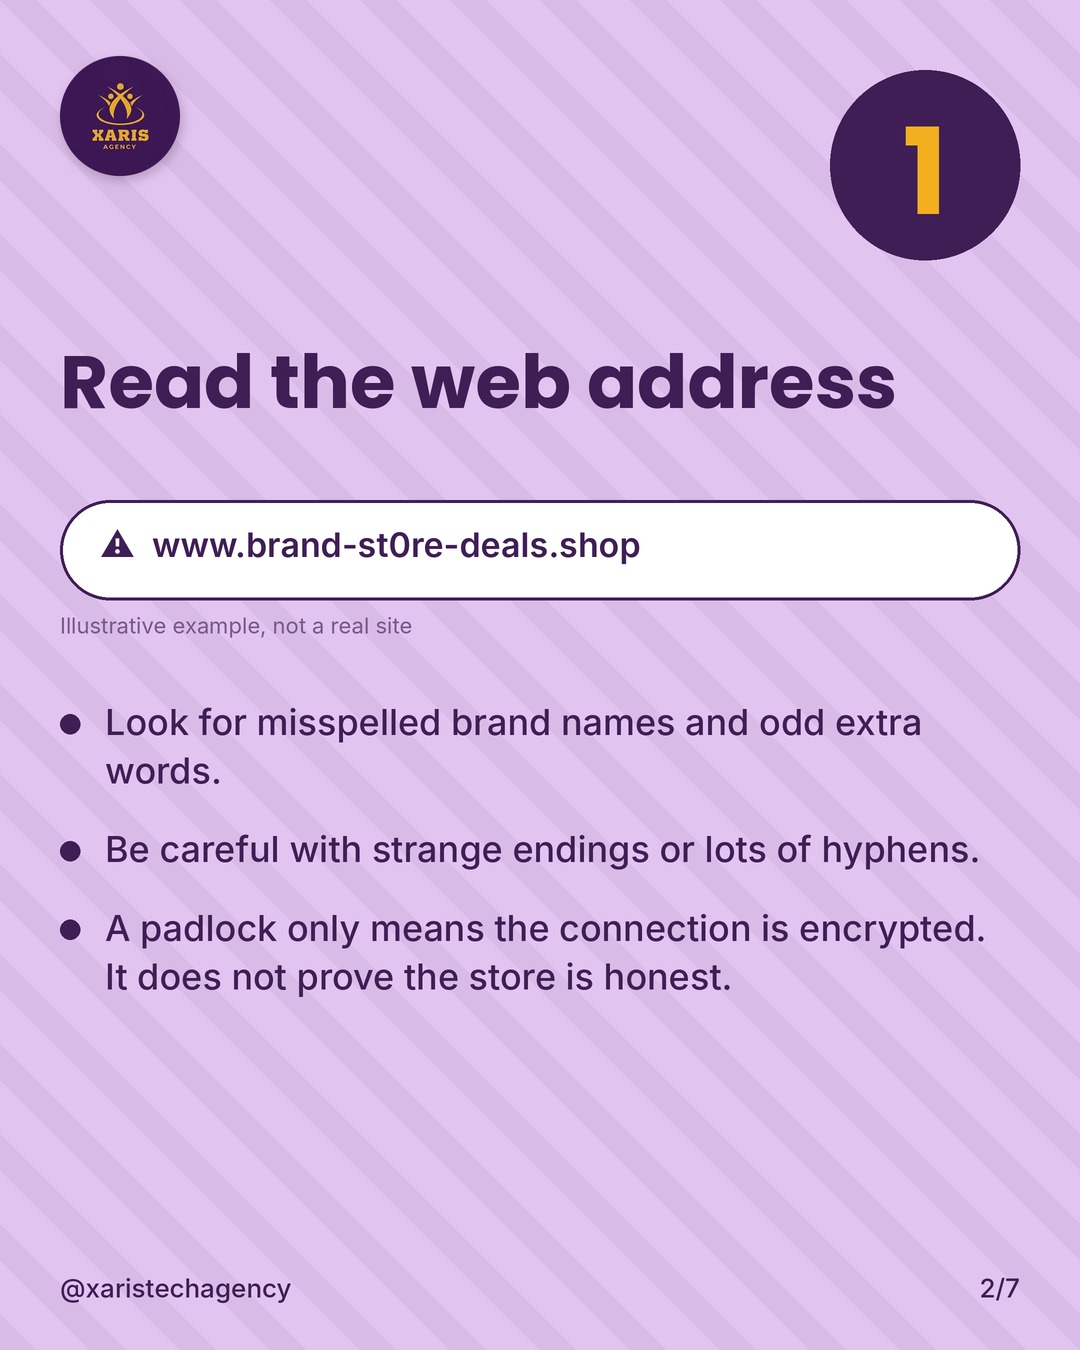 XARIS
AGENCY
1
Read the web address
www.brand-st0re-deals.shop
Illustrative example, not a real site
Look for misspelled brand names and odd extra
words.
Be careful with strange endings or lots of hyphens.
A padlock only means the connection is encrypted.
It does not prove the store is honest.
@xaristechagency
2/7